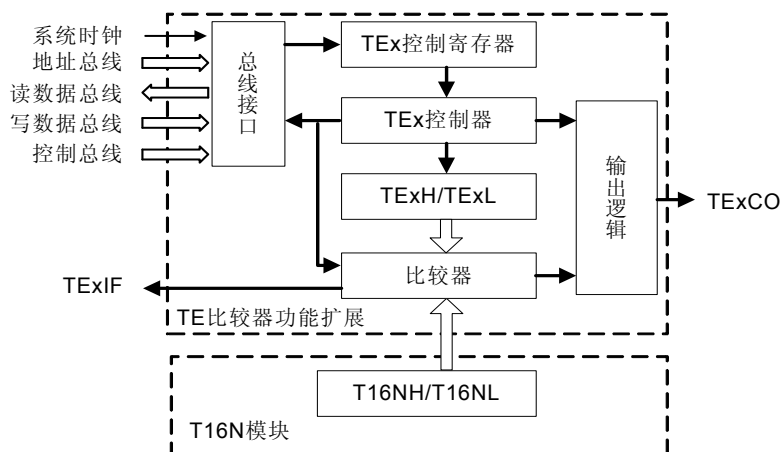 系统时钟
地址总线
读数据总线
写数据总线
控制总线
总线接口
TEx控制寄存器
TEx控制器
TExH/TExL
比较器
输出逻辑
TExCO
TExIF
TE比较器功能扩展
T16NH/T16NL
T16N模块